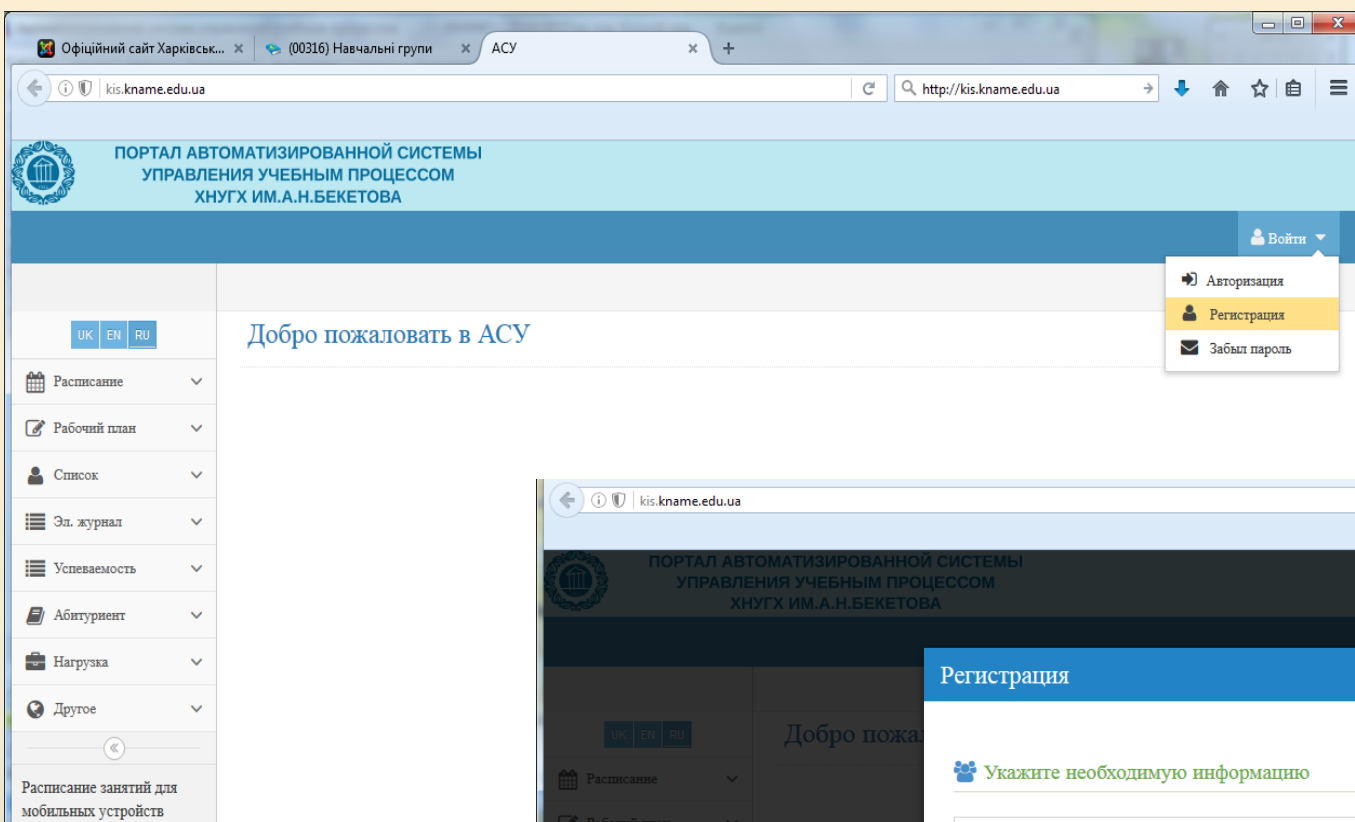 Офіційний сайт Харківськ...
(00316) Навчальні групи
АСУ
kis.kname.edu.ua
http://kis.kname.edu.ua
ПОРТАЛ АВТОМАТИЗИРОВАННОЙ СИСТЕМЫ
УПРАВЛЕНИЯ УЧЕБНЫМ ПРОЦЕССОМ
ХНУГХ ИМ.А.Н.БЕКЕТОВА
Войти
Авторизация
Регистрация
Забыл пароль
UK EN RU
Добро пожаловать в АСУ
Расписание
Рабочий план
Список
Эл. журнал
Успеваемость
Абитуриент
Нагрузка
Другое
Расписание занятий для
мобильных устройств
kis.kname.edu.ua
ПОРТАЛ АВТОМАТИЗИРОВАННОЙ СИСТЕМЫ
УПРАВЛЕНИЯ УЧЕБНЫМ ПРОЦЕССОМ
ХНУГХ ИМ.А.Н.БЕКЕТОВА
Регистрация
UK EN RU
Добро пожа
Расписание
Укажите необходимую информацию